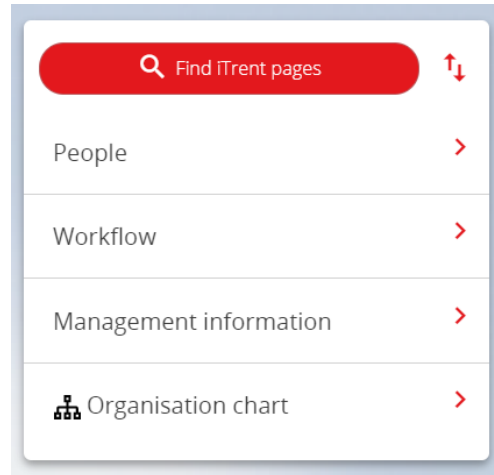 Find iTrent pages
People
Workflow
Management information
Organisation chart